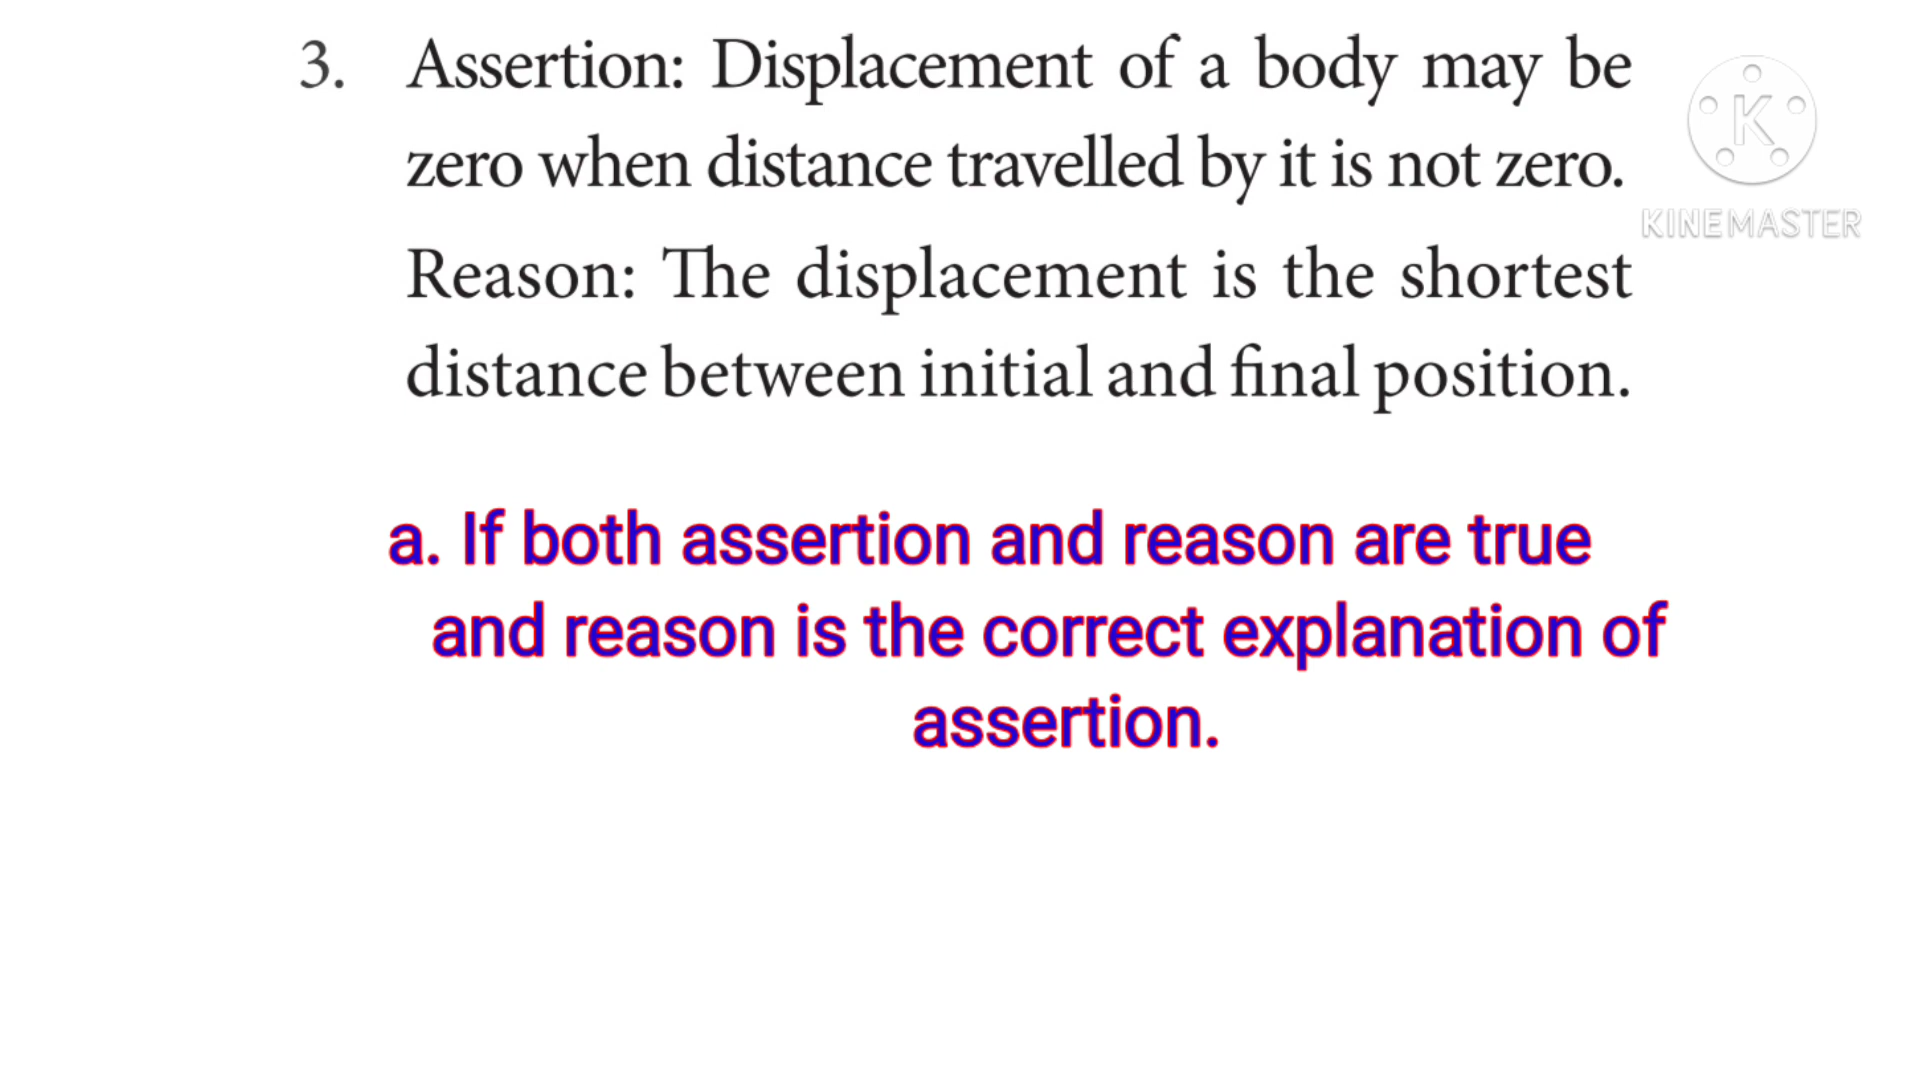 3. Assertion: Displacement of a body may be
zero when distance travelled by it is not zero.
K
KINEMASTER
Reason: The displacement is the shortest
distance between initial and final position.
a. If both assertion and reason are true
and reason is the correct explanation of
assertion.